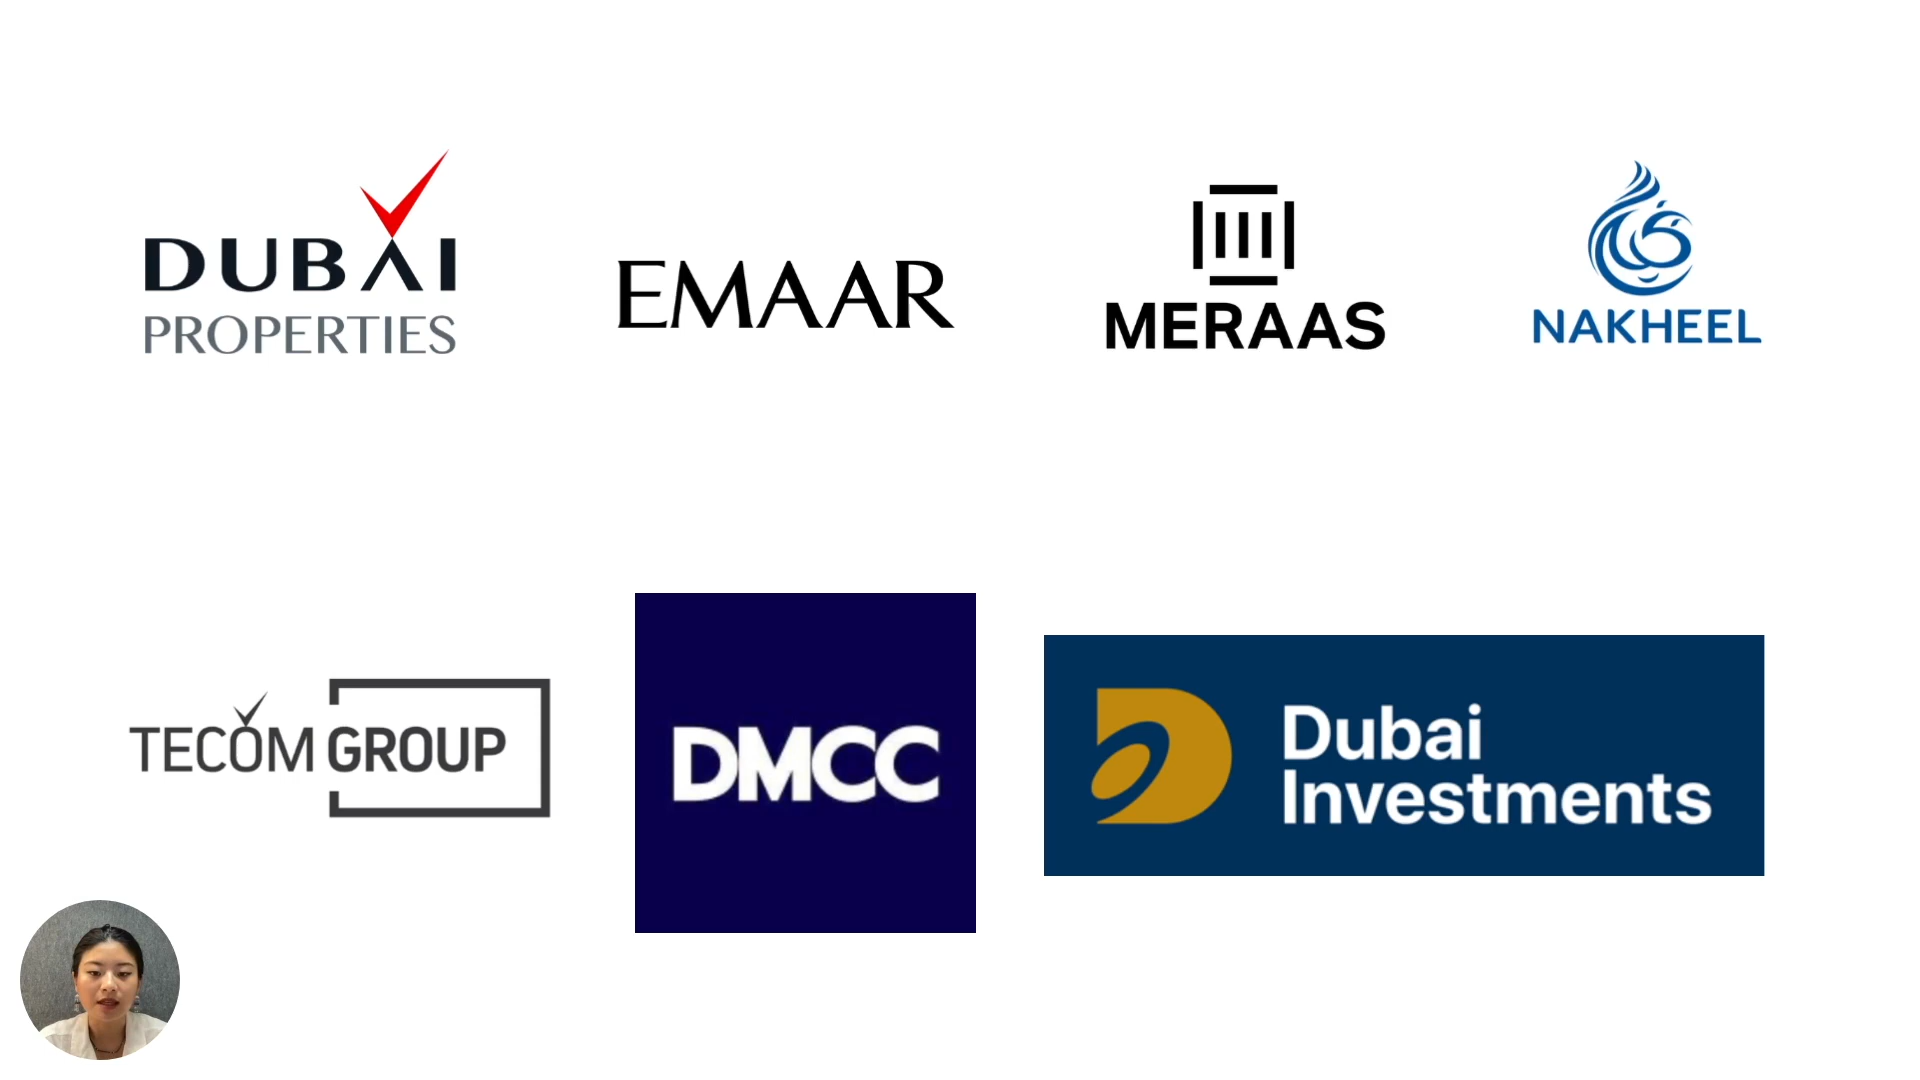 DUBAI
PROPERTIES
EMAAR
MERAAS
NAKHEEL
TECOM GROUP
DMCC
Dubai
Investments